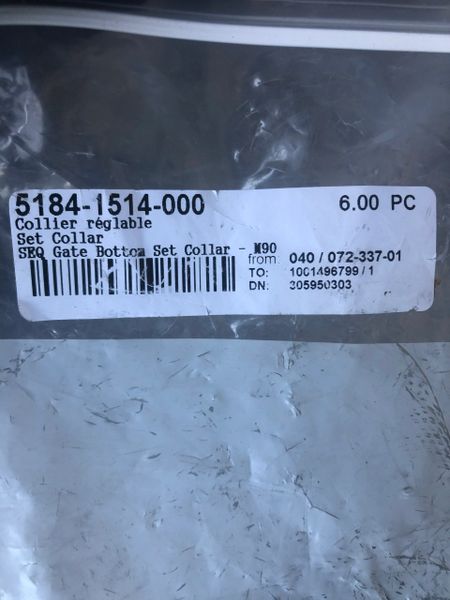 5184-1514-000 6.00 PC
Collier réglable
Set Collar
SEQ Gate Bottom Set Collar - M90
from: 040 / 072-337-01
TO: 1001496799 / 1
DN: 305950303